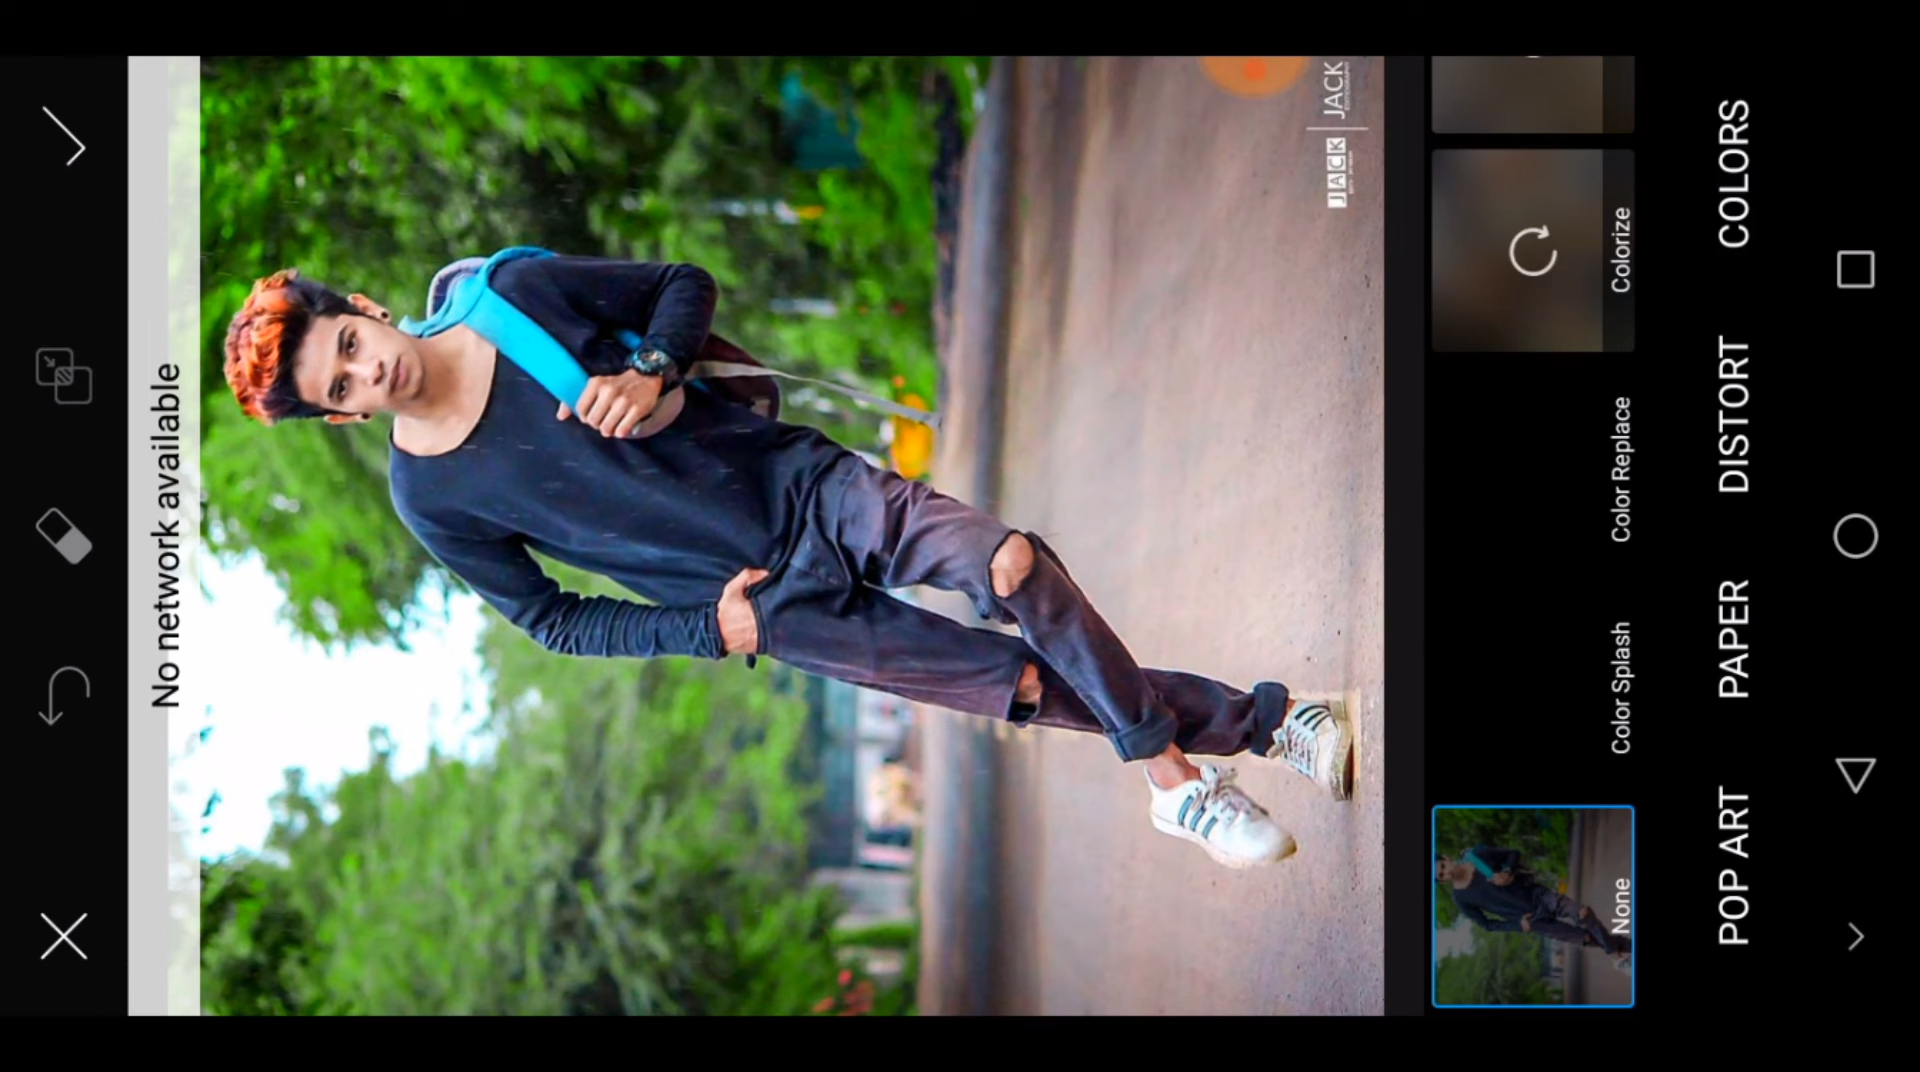 No network available
JACK
JACK
None
Color Splash
Color Replace
Colorize
POP ART
PAPER
DISTORT
COLORS